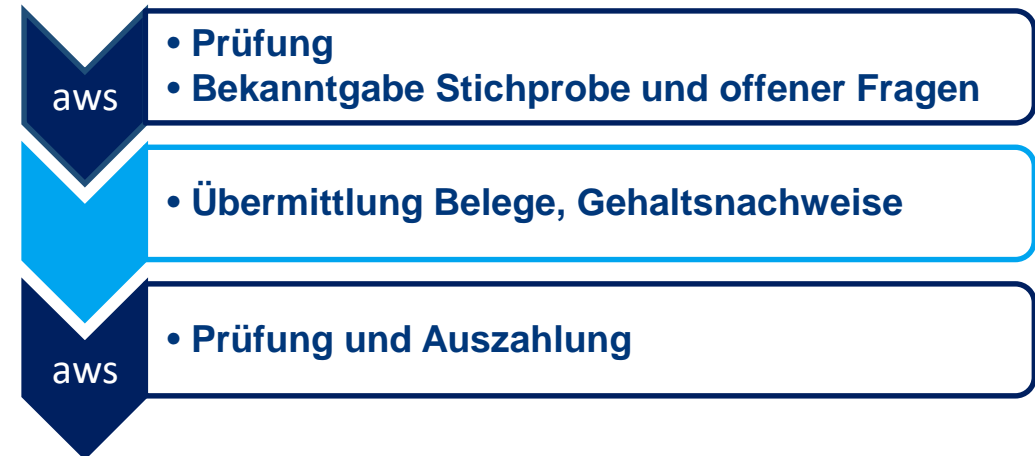 aws
• Prüfung
• Bekanntgabe Stichprobe und offener Fragen
• Übermittlung Belege, Gehaltsnachweise
aws
• Prüfung und Auszahlung